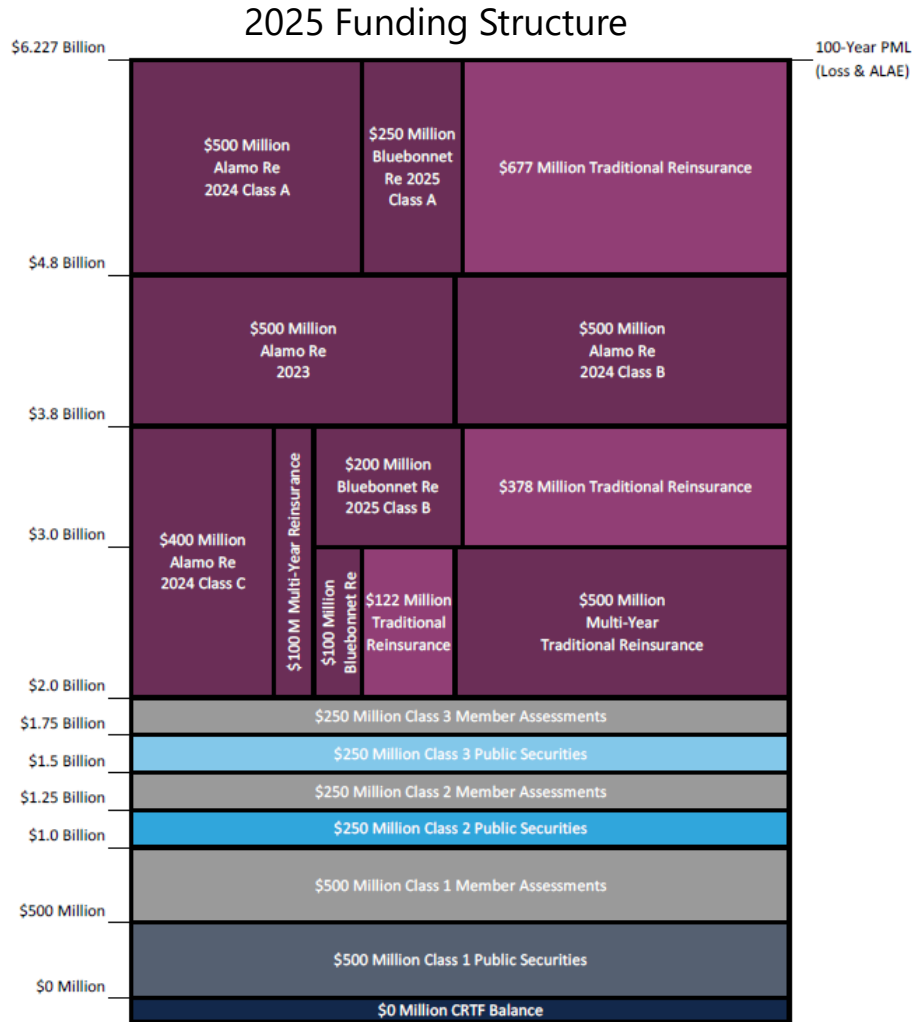 2025 Funding Structure
$6.227 Billion
100-Year PML
(Loss & ALAE)
$500 Million
Alamo Re
2024 Class A
$250 Million
Bluebonnet
Re 2025
Class A
$677 Million Traditional Reinsurance
$4.8 Billion
$500 Million
Alamo Re
2023
$500 Million
Alamo Re
2024 Class B
$3.8 Billion
$400 Million
Alamo Re
2024 Class C
$100 M Multi-Year Reinsurance
$200 Million
Bluebonnet Re
2025 Class B
$378 Million Traditional Reinsurance
$3.0 Billion
$100 Million
Bluebonnet Re
$122 Million
Traditional
Reinsurance
$500 Million
Multi-Year
Traditional Reinsurance
$2.0 Billion
$250 Million Class 3 Member Assessments
$1.75 Billion
$250 Million Class 3 Public Securities
$1.5 Billion
$250 Million Class 2 Member Assessments
$1.25 Billion
$250 Million Class 2 Public Securities
$1.0 Billion
$500 Million Class 1 Member Assessments
$500 Million
$500 Million Class 1 Public Securities
$0 Million
$0 Million CRTF Balance